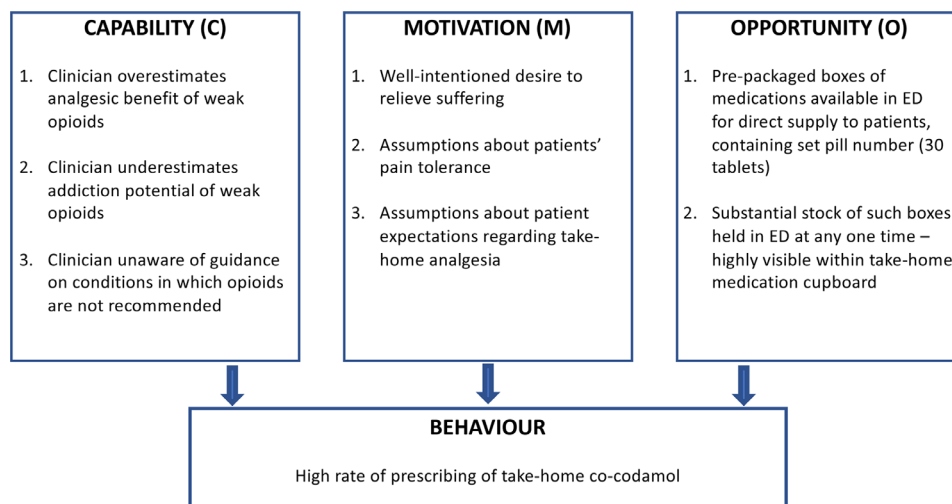 CAPABILITY (C)
1. Clinician overestimates
analgesic benefit of weak
opioids
2. Clinician underestimates
addiction potential of weak
opioids
3. Clinician unaware of guidance
on conditions in which opioids
are not recommended
MOTIVATION (M)
1. Well-intentioned desire to
relieve suffering
2. Assumptions about patients’
pain tolerance
3. Assumptions about patient
expectations regarding take-
home analgesia
OPPORTUNITY (O)
1. Pre-packaged boxes of
medications available in ED
for direct supply to patients,
containing set pill number (30
tablets)
2. Substantial stock of such boxes
held in ED at any one time –
highly visible within take-home
medication cupboard
BEHAVIOUR
High rate of prescribing of take-home co-codamol